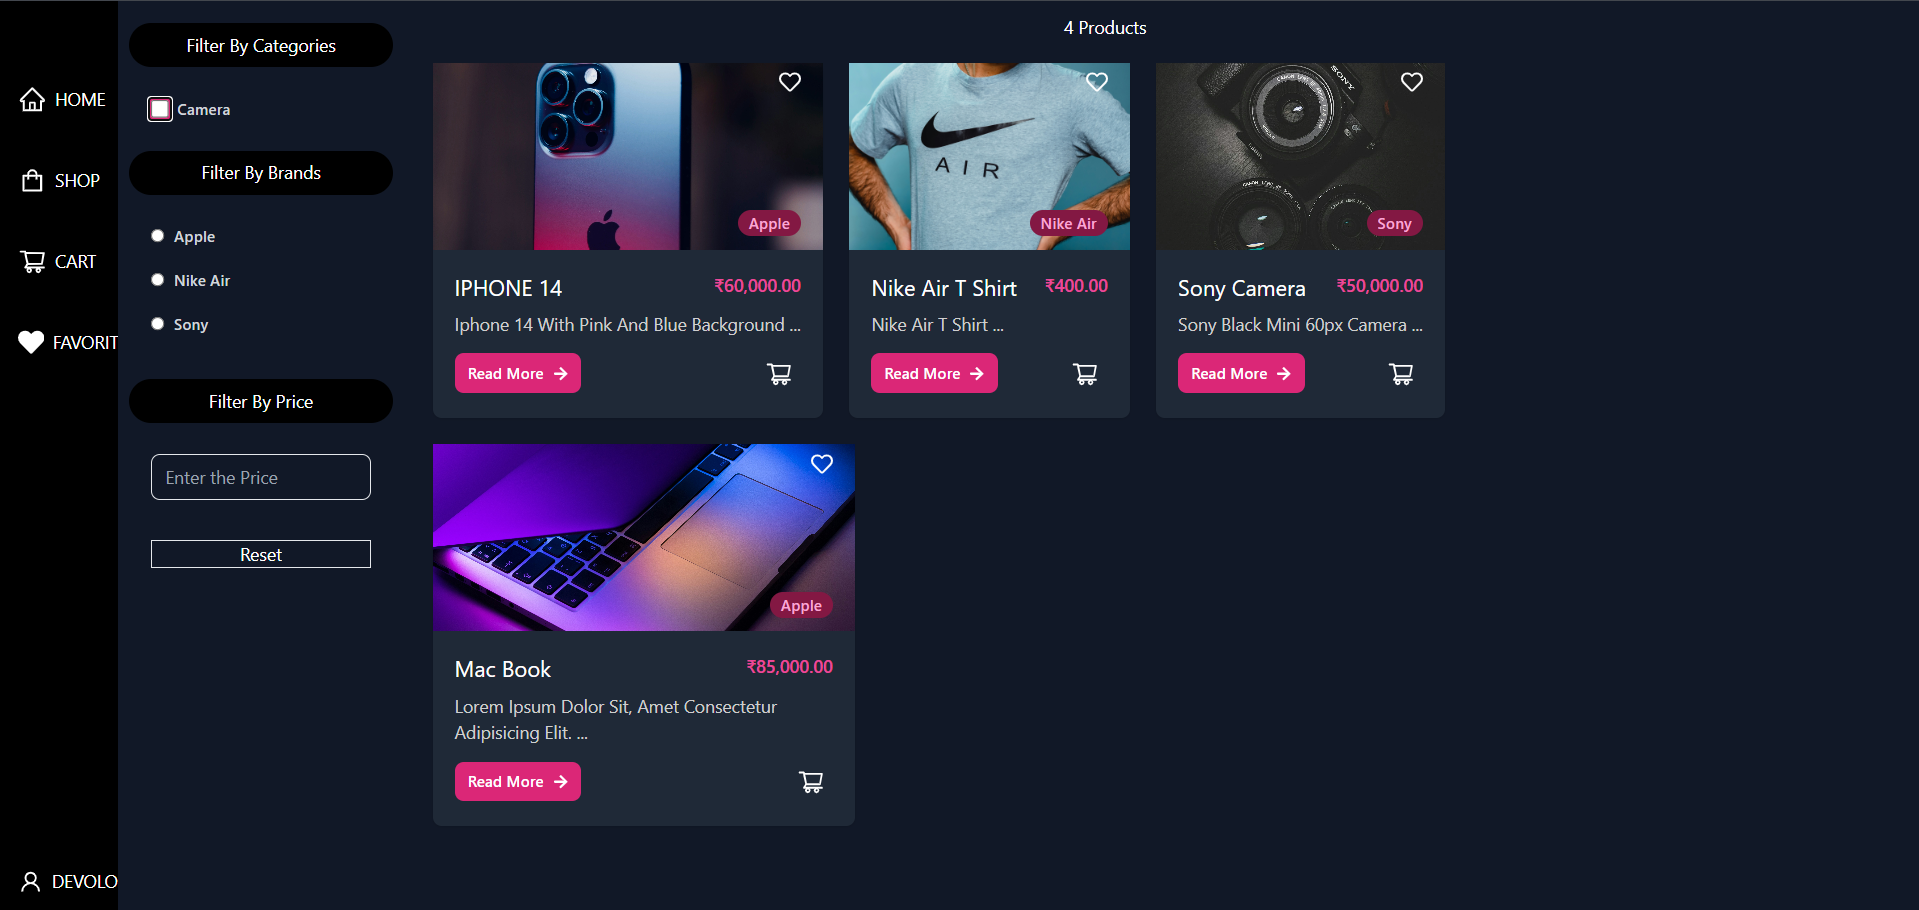 HOME
SHOP
CART
FAVORIT
DEVOLO
Filter By Categories
Camera
Filter By Brands
Apple
Nike Air
Sony
Filter By Price
Enter the Price
Reset
4 Products
Apple
IPHONE 14
₹60,000.00
Iphone 14 With Pink And Blue Background ...
Read More
AIR
Nike Air
Nike Air T Shirt
₹400.00
Nike Air T Shirt ...
Read More
SONY
Sony
Sony Camera
₹50,000.00
Sony Black Mini 60px Camera ...
Read More
Apple
Mac Book
₹85,000.00
Lorem Ipsum Dolor Sit, Amet Consectetur
Adipisicing Elit. ...
Read More